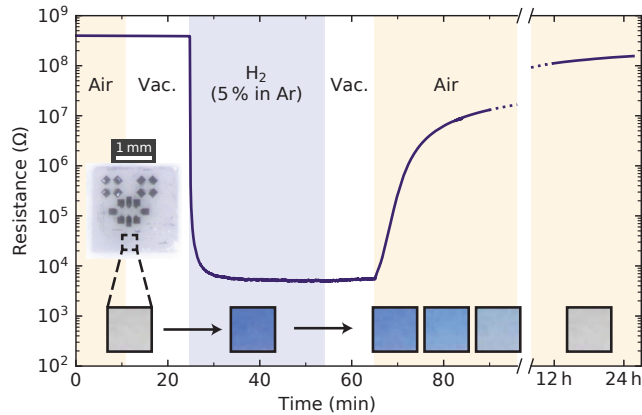 10⁹
10⁸
10⁷
10⁶
10⁵
10⁴
10³
10²
Resistance (Ω)
Air
Vac.
H₂
(5 % in Ar)
Vac.
Air
1 mm
0
20
40
60
80
12 h
24 h
Time (min)